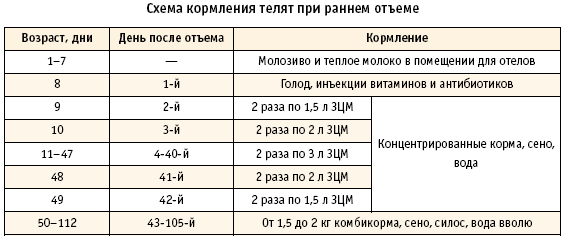 Схема кормления телят при раннем отъеме
Возраст, дни День после отъема Кормление
1–7 — Молозиво и теплое молоко в помещении для отелов
8 1-й Голод, инъекции витаминов и антибиотиков
9 2-й 2 раза по 1,5 л ЗЦМ
10 3-й 2 раза по 2 л ЗЦМ
11–47 4-40-й 2 раза по 3 л ЗЦМ
48 41-й 2 раза по 2 л ЗЦМ
49 42-й 2 раза по 1,5 л ЗЦМ
Концентрированные корма, сено,
вода
50–112 43-105-й От 1,5 до 2 кг комбикорма, сено, силос, вода вволю